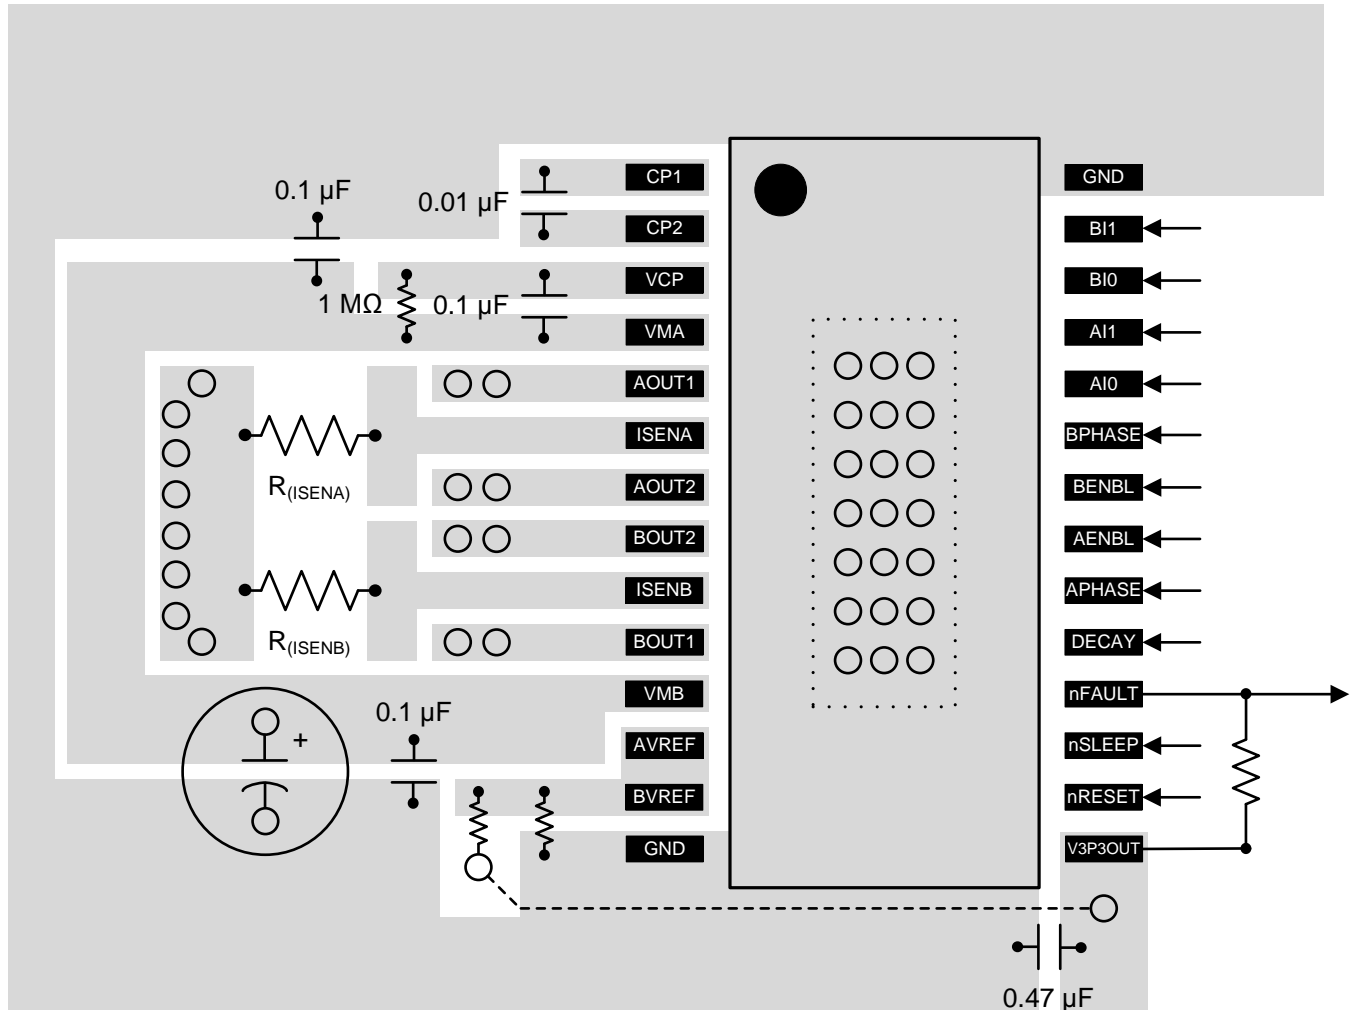 CP1
GND
0.1 µF
0.01 µF
CP2
BI1
VCP
BI0
1 MΩ
0.1 µF
VMA
AI1
AOUT1
AI0
ISENA
BPHASE
R(ISENA)
AOUT2
BENBL
BOUT2
AENBL
ISENB
APHASE
R(ISENB)
BOUT1
DECAY
VMB
nFAULT
0.1 µF
+
AVREF
nSLEEP
BVREF
nRESET
GND
V3P3OUT
0.47 µF